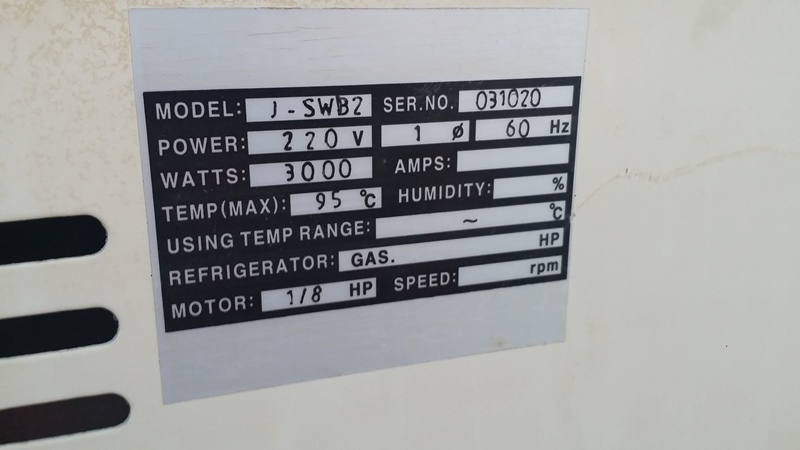 MODEL: J-SWB2 SER.NO. 031020
POWER: 220 V 1 Ø 60 Hz
WATTS: 3000 AMPS:
TEMP(MAX): 95 °C HUMIDITY: %
USING TEMP RANGE: ~ °C
REFRIGERATOR: GAS. HP
MOTOR: 1/8 HP SPEED: rpm